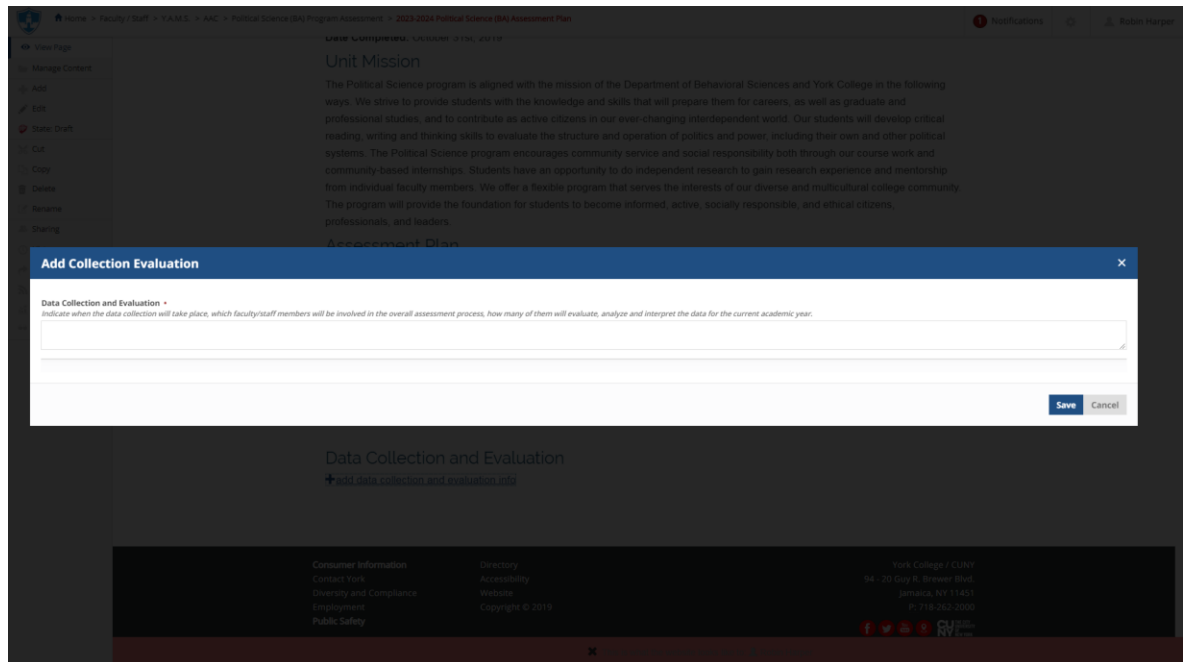 Home > Faculty / Staff > Y.A.M.S. > AAC > Political Science (BA) Program Assessment > 2023-2024 Political Science (BA) Assessment Plan
1 Notifications
Robin Harper
View Page
Manage Content
Add
Edit
State: Draft
Cut
Copy
Delete
Rename
Sharing
Date Completed: October 31st, 2019
Unit Mission
The Political Science program is aligned with the mission of the Department of Behavioral Sciences and York College in the following
ways. We strive to provide students with the knowledge and skills that will prepare them for careers, as well as graduate and
professional studies, and to contribute as active citizens in our ever-changing interdependent world. Our students will develop critical
reading, writing and thinking skills to evaluate the structure and operation of politics and power, including their own and other political
systems. The Political Science program encourages community service and social responsibility both through our course work and
community-based internships. Students have an opportunity to do independent research to gain research experience and mentorship
from individual faculty members. We offer a flexible program that serves the interests of our diverse and multicultural college community.
The program will provide the foundation for students to become informed, active, socially responsible, and ethical citizens,
professionals, and leaders.
Assessment Plan
Add Collection Evaluation
Data Collection and Evaluation
Indicate when the data collection will take place, which faculty/staff members will be involved in the overall assessment process, how many of them will evaluate, analyze and interpret the data for the current academic year.
Save
Cancel
Data Collection and Evaluation
add data collection and evaluation info
Consumer Information
Contact York
Diversity and Compliance
Employment
Public Safety
Directory
Accessibility
Website
Copyright © 2019
York College / CUNY
94 - 20 Guy R. Brewer Blvd.
Jamaica, NY 11451
P: 718-262-2000
CUNY